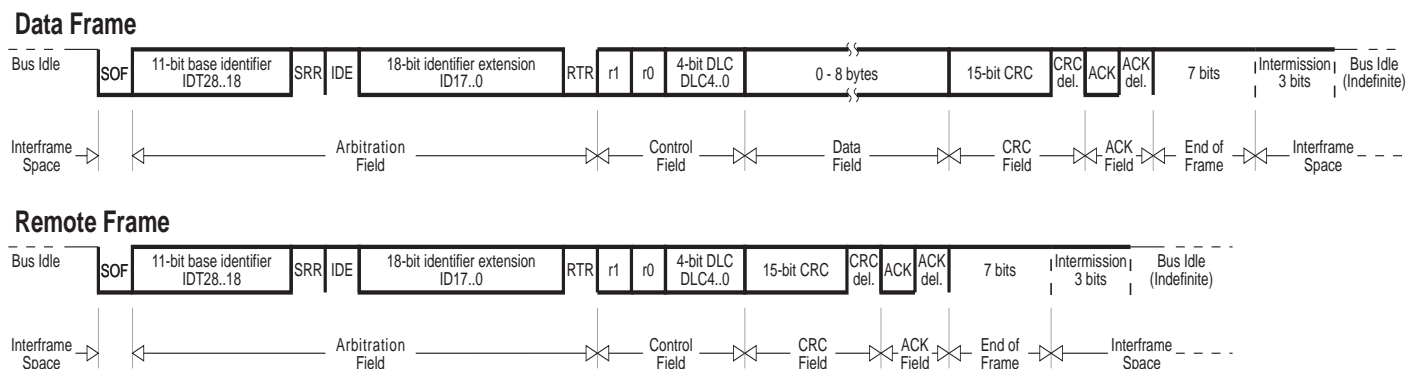 Data Frame
Bus Idle
SOF
11-bit base identifier
IDT28..18
SRR
IDE
18-bit identifier extension
ID17..0
RTR
r1
r0
4-bit DLC
DLC4..0
0 - 8 bytes
15-bit CRC
CRC
del.
ACK
ACK
del.
7 bits
Intermission
3 bits
Bus Idle
(Indefinite)
Interframe
Space
Arbitration
Field
Control
Field
Data
Field
CRC
Field
ACK
Field
End of
Frame
Interframe
Space
Remote Frame
Bus Idle
SOF
11-bit base identifier
IDT28..18
SRR
IDE
18-bit identifier extension
ID17..0
RTR
r1
r0
4-bit DLC
DLC4..0
15-bit CRC
CRC
del.
ACK
ACK
del.
7 bits
Intermission
3 bits
Bus Idle
(Indefinite)
Interframe
Space
Arbitration
Field
Control
Field
CRC
Field
ACK
Field
End of
Frame
Interframe
Space